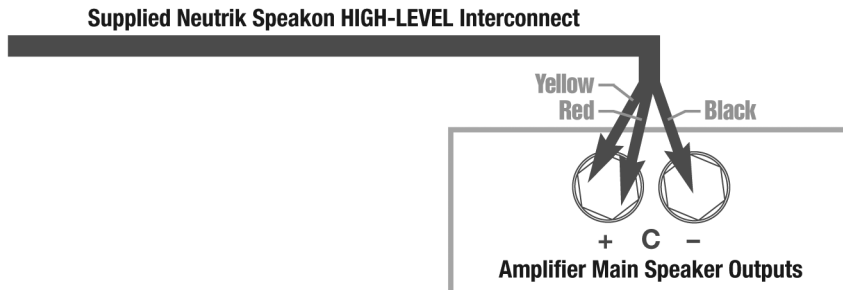 Supplied Neutrik Speakon HIGH-LEVEL Interconnect
Yellow
Red
Black
+ C −
Amplifier Main Speaker Outputs